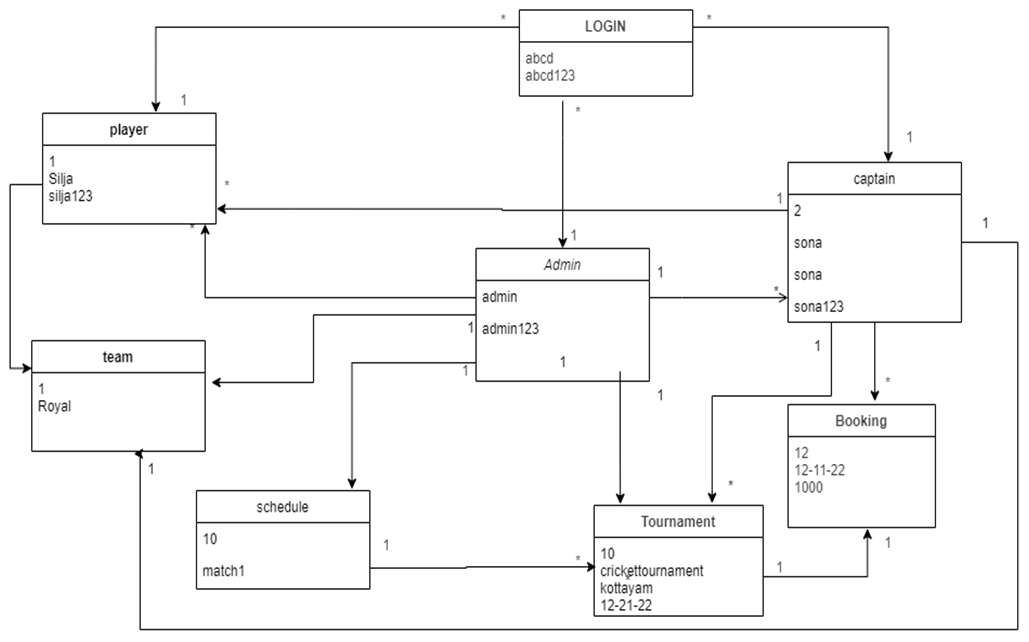 *
LOGIN
*
abcd
abcd123
1
*
player
1
Silja
silja123
*
*
1
captain
1
2
sona
sona
sona123
1
1
Admin
admin
admin123
1
1
1
1
*
1
1
*
team
1
Royal
1
Booking
12
12-11-22
1000
1
schedule
10
match1
1
*
*
Tournament
10
crickettournament
kottayam
12-21-22
1